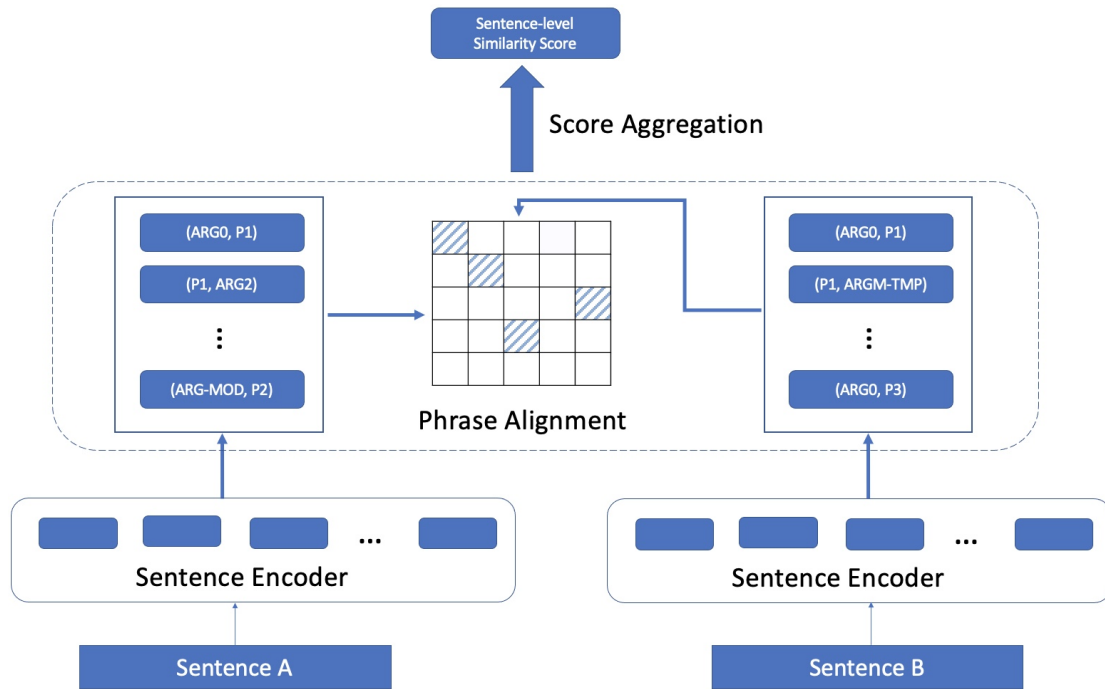 Sentence-level
Similarity Score
Score Aggregation
(ARG0, P1)
(P1, ARG2)
⋮
(ARG-MOD, P2)
Phrase Alignment
(ARG0, P1)
(P1, ARGM-TMP)
⋮
(ARG0, P3)
...
Sentence Encoder
...
Sentence Encoder
Sentence A
Sentence B